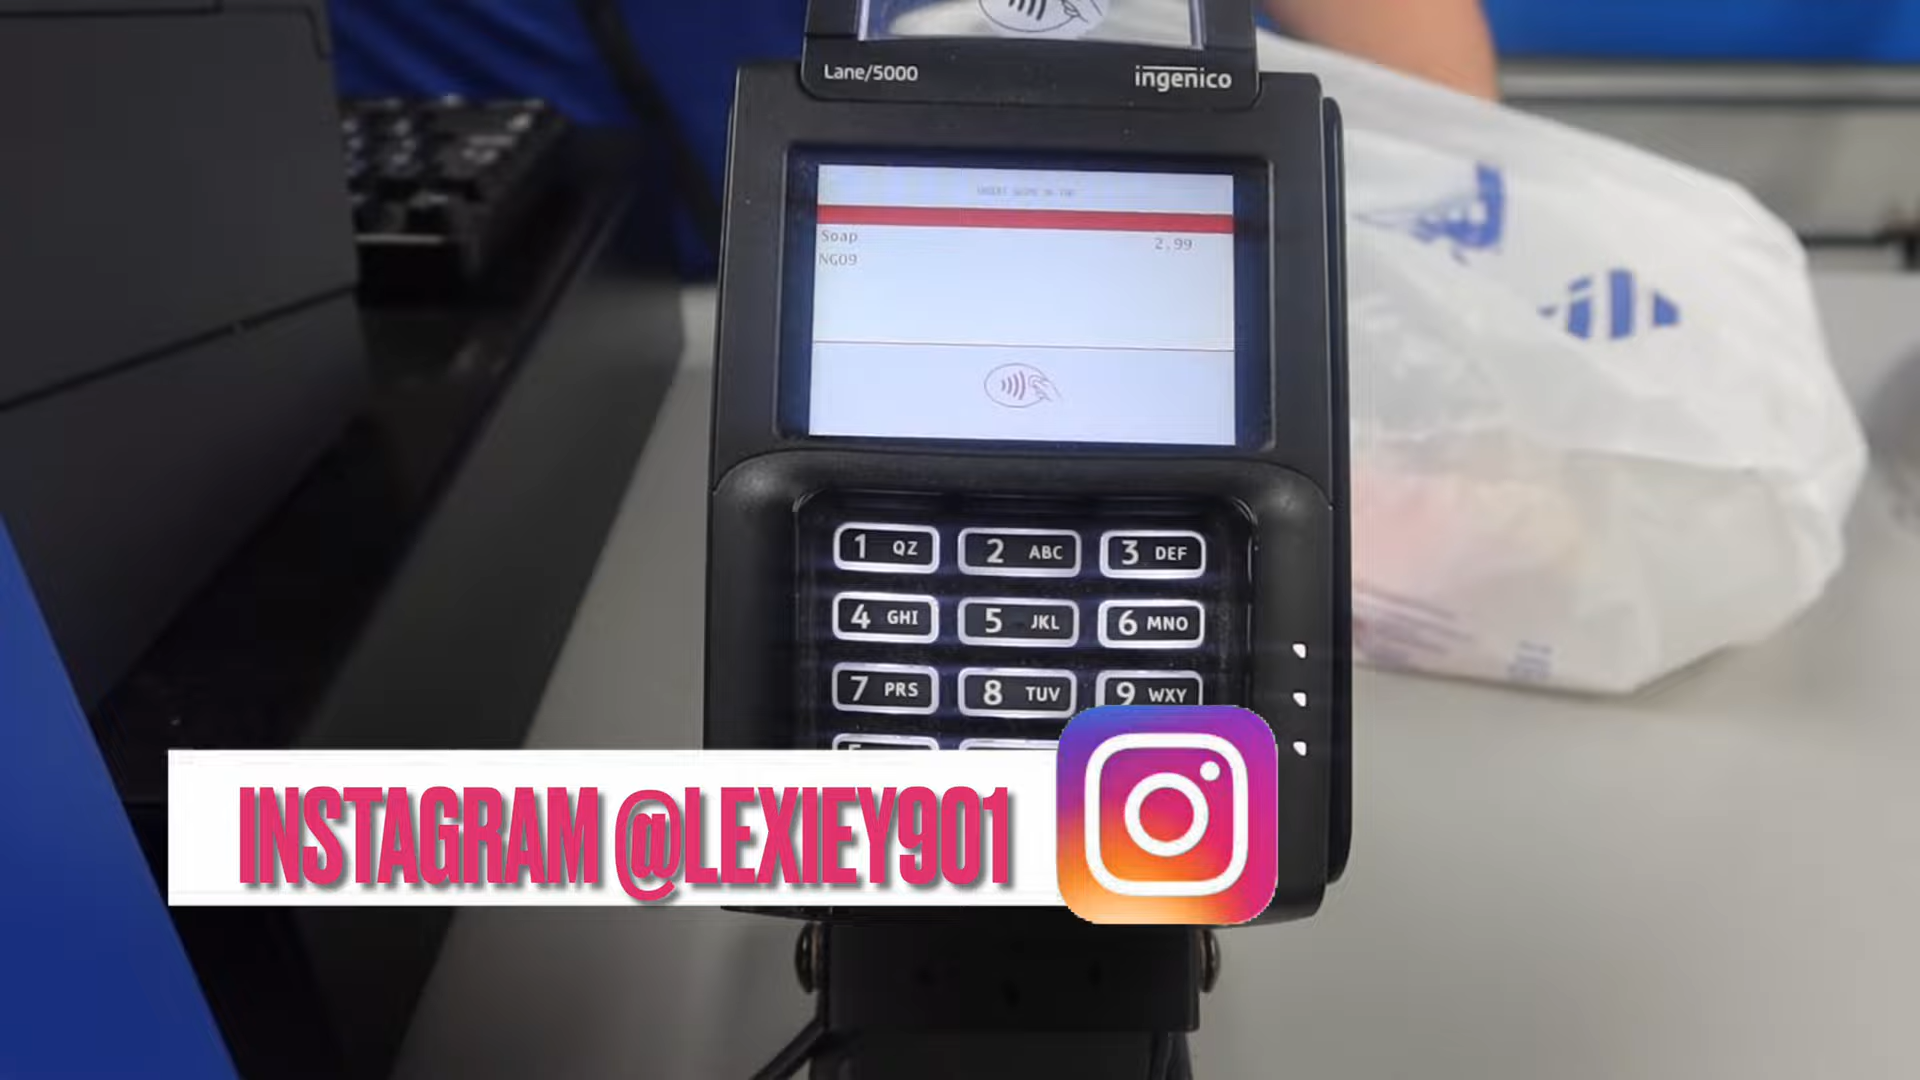 Lane/5000 ingenico
Soap 2.99
NG09
1 QZ 2 ABC 3 DEF
4 GHI 5 JKL 6 MNO
7 PRS 8 TUV 9 WXY
INSTAGRAM @LEXIEY901